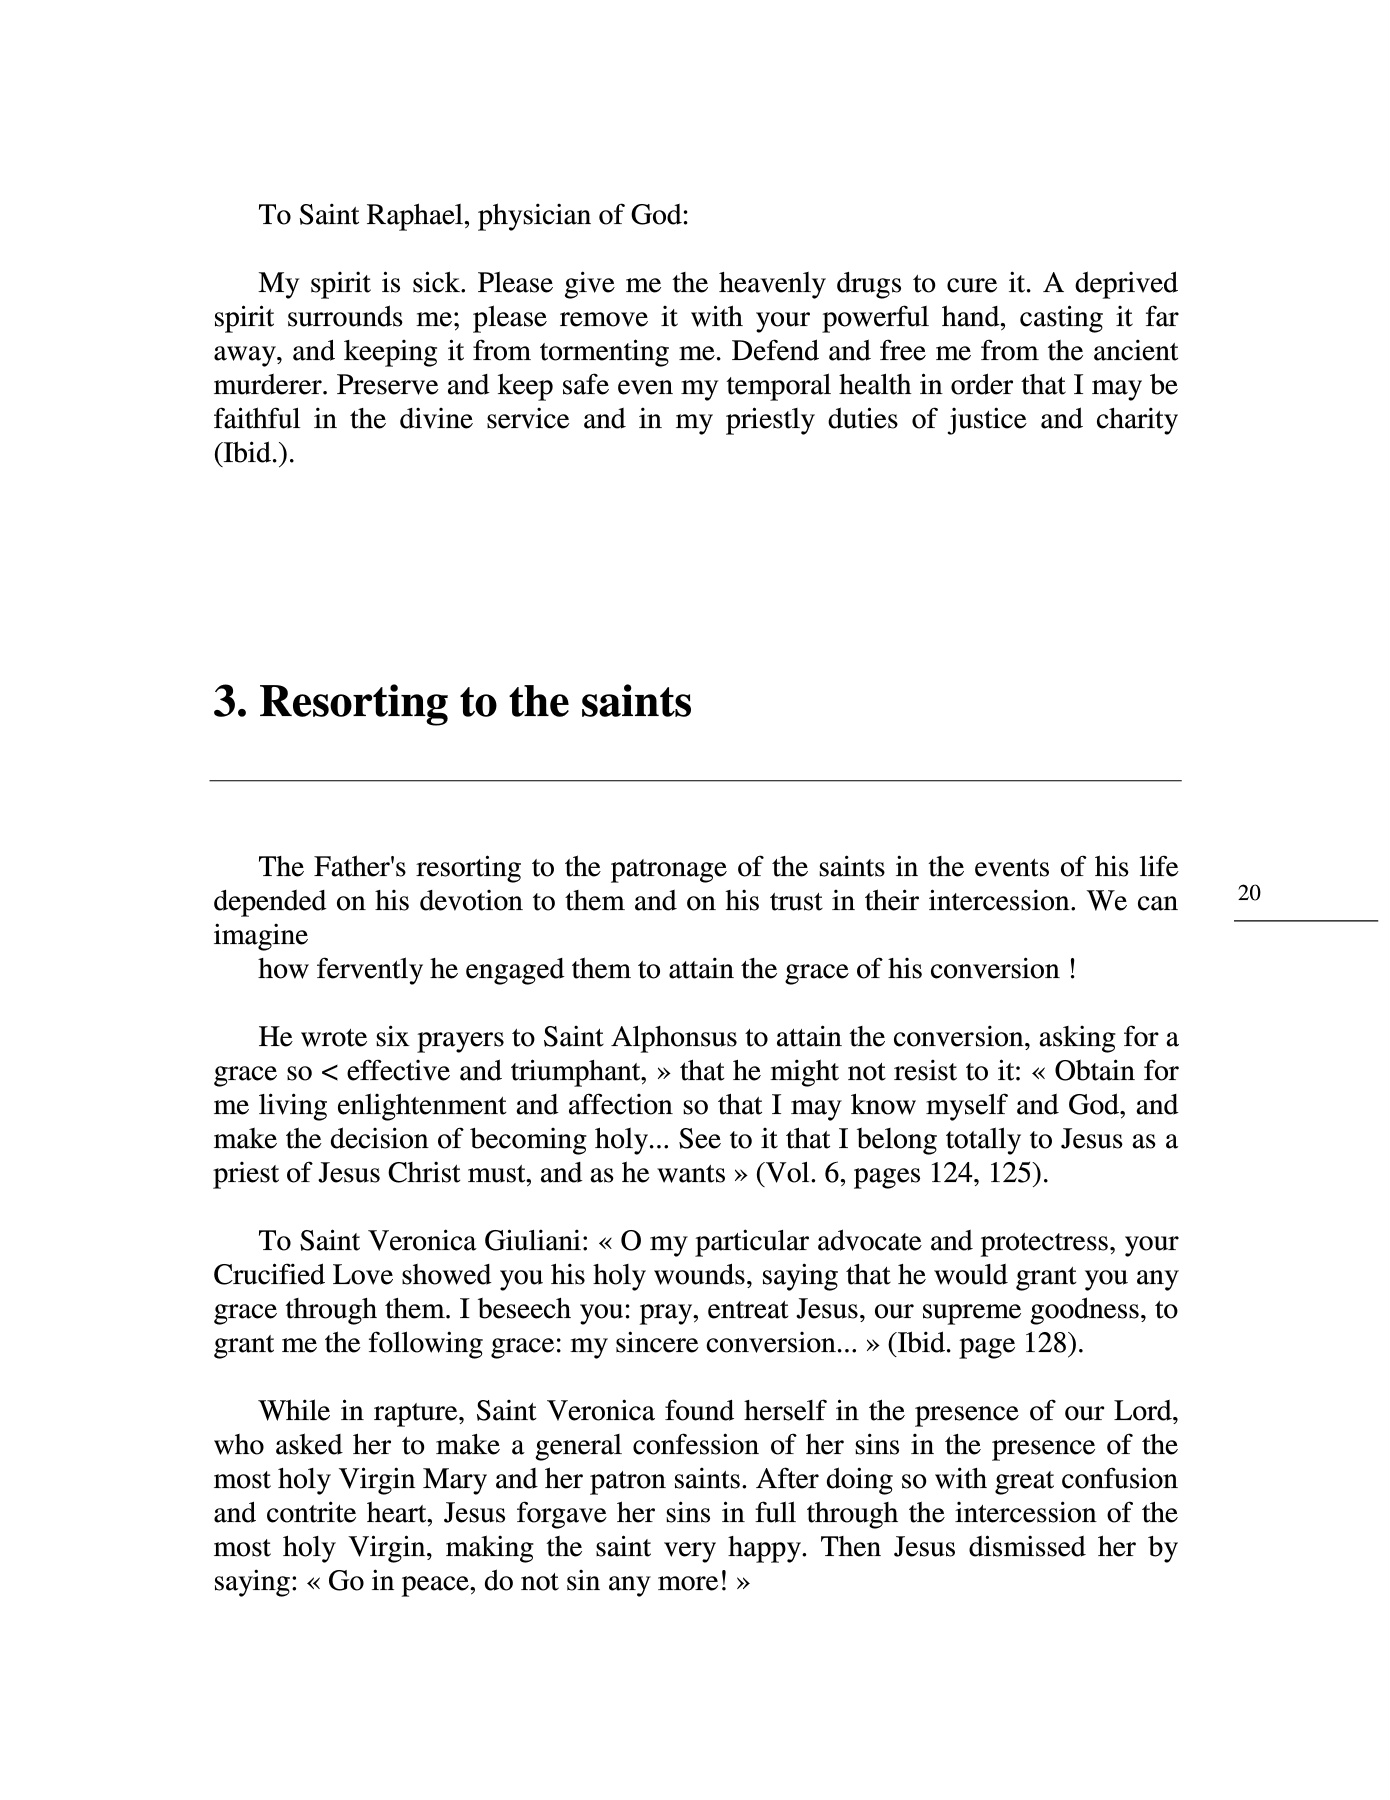 To Saint Raphael, physician of God:
My spirit is sick. Please give me the heavenly drugs to cure it. A deprived
spirit surrounds me; please remove it with your powerful hand, casting it far
away, and keeping it from tormenting me. Defend and free me from the ancient
murderer. Preserve and keep safe even my temporal health in order that I may be
faithful in the divine service and in my priestly duties of justice and charity
(Ibid.).
3. Resorting to the saints
The Father's resorting to the patronage of the saints in the events of his life
depended on his devotion to them and on his trust in their intercession. We can
imagine
how fervently he engaged them to attain the grace of his conversion !
20
He wrote six prayers to Saint Alphonsus to attain the conversion, asking for a
grace so < effective and triumphant, » that he might not resist to it: « Obtain for
me living enlightenment and affection so that I may know myself and God, and
make the decision of becoming holy... See to it that I belong totally to Jesus as a
priest of Jesus Christ must, and as he wants » (Vol. 6, pages 124, 125).
To Saint Veronica Giuliani: « O my particular advocate and protectress, your
Crucified Love showed you his holy wounds, saying that he would grant you any
grace through them. I beseech you: pray, entreat Jesus, our supreme goodness, to
grant me the following grace: my sincere conversion... » (Ibid. page 128).
While in rapture, Saint Veronica found herself in the presence of our Lord,
who asked her to make a general confession of her sins in the presence of the
most holy Virgin Mary and her patron saints. After doing so with great confusion
and contrite heart, Jesus forgave her sins in full through the intercession of the
most holy Virgin, making the saint very happy. Then Jesus dismissed her by
saying: « Go in peace, do not sin any more! »